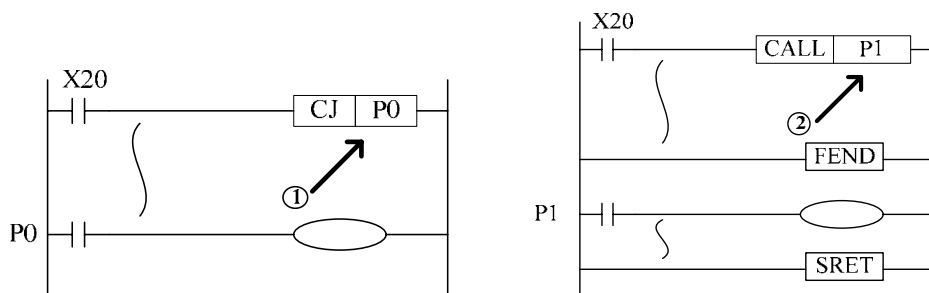 X20
CJ P0
①
P0
X20
CALL P1
②
FEND
P1
SRET